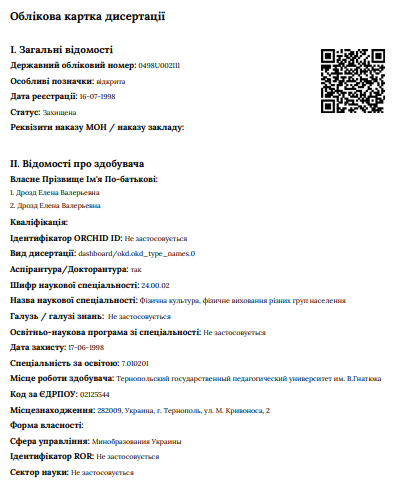 Облікова картка дисертації
І. Загальні відомості
Державний обліковий номер: 0498U002111
Особливі позначки: відкрита
Дата реєстрації: 16-07-1998
Статус: Захищена
Реквізити наказу МОН / наказу закладу:
ІІ. Відомості про здобувача
Власне Прізвище Ім'я По-батькові:
1. Дрозд Елена Валерьевна
2. Дрозд Елена Валерьевна
Кваліфікація:
Ідентифікатор ORCHID ID: Не застосовується
Вид дисертації: dashboard/okd.okd_type_names.0
Аспірантура/Докторантура: так
Шифр наукової спеціальності: 24.00.02
Назва наукової спеціальності: Фізична культура, фізичне виховання різних груп населення
Галузь / галузі знань: Не застосовується
Освітньо-наукова програма зі спеціальності: Не застосовується
Дата захисту: 17-06-1998
Спеціальність за освітою: 7.010201
Місце роботи здобувача: Тернопольский государственный педагогический университет им. В.Гнатюка
Код за ЄДРПОУ: 02125544
Місцезнаходження: 282009, Украина, г. Тернополь, ул. М. Кривоноса, 2
Форма власності:
Сфера управління: Минобразования Украины
Ідентифікатор ROR: Не застосовується
Сектор науки: Не застосовується